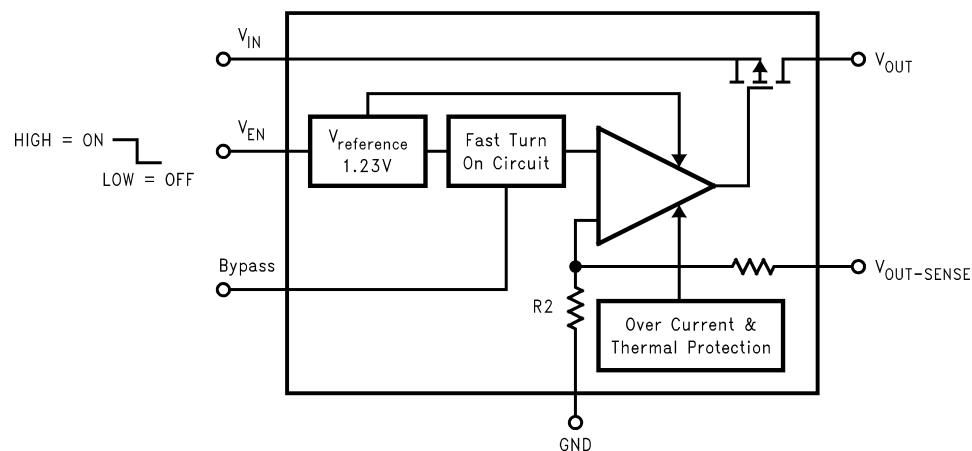 VIN
VOUT
HIGH = ON
VEN
LOW = OFF
Vreference
1.23V
Fast Turn
On Circuit
Bypass
VOUT-SENSE
R2
Over Current &
Thermal Protection
GND